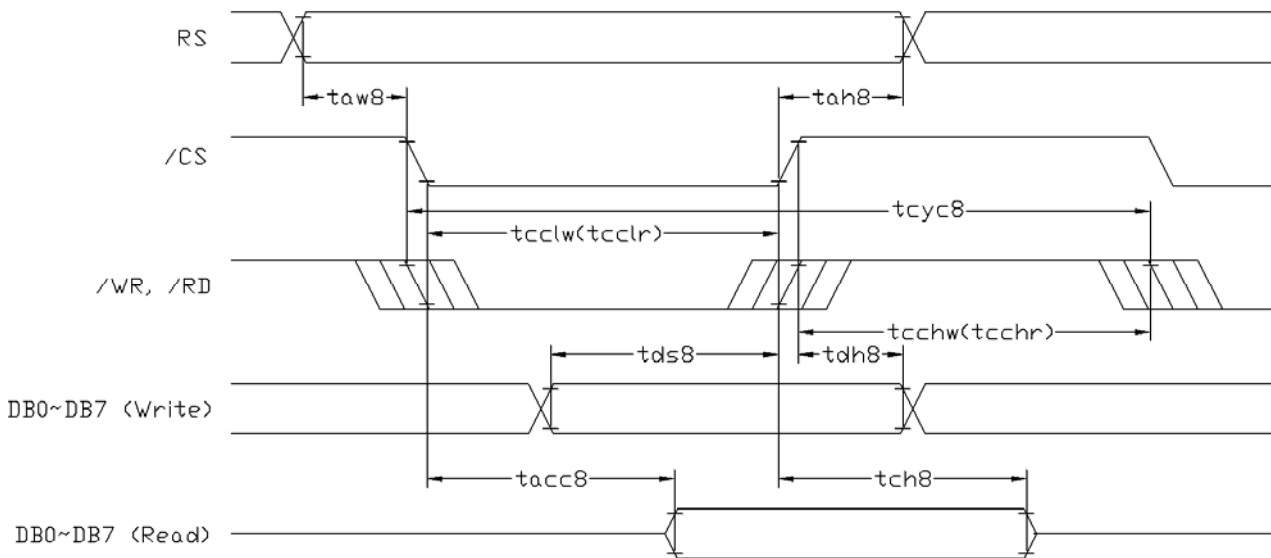 RS
taw8
tah8
/CS
tcyc8
tcclw(tcclr)
/WR, /RD
tcchw(tcchr)
tds8
tdh8
DB0~DB7 (Write)
tacc8
tch8
DB0~DB7 (Read)